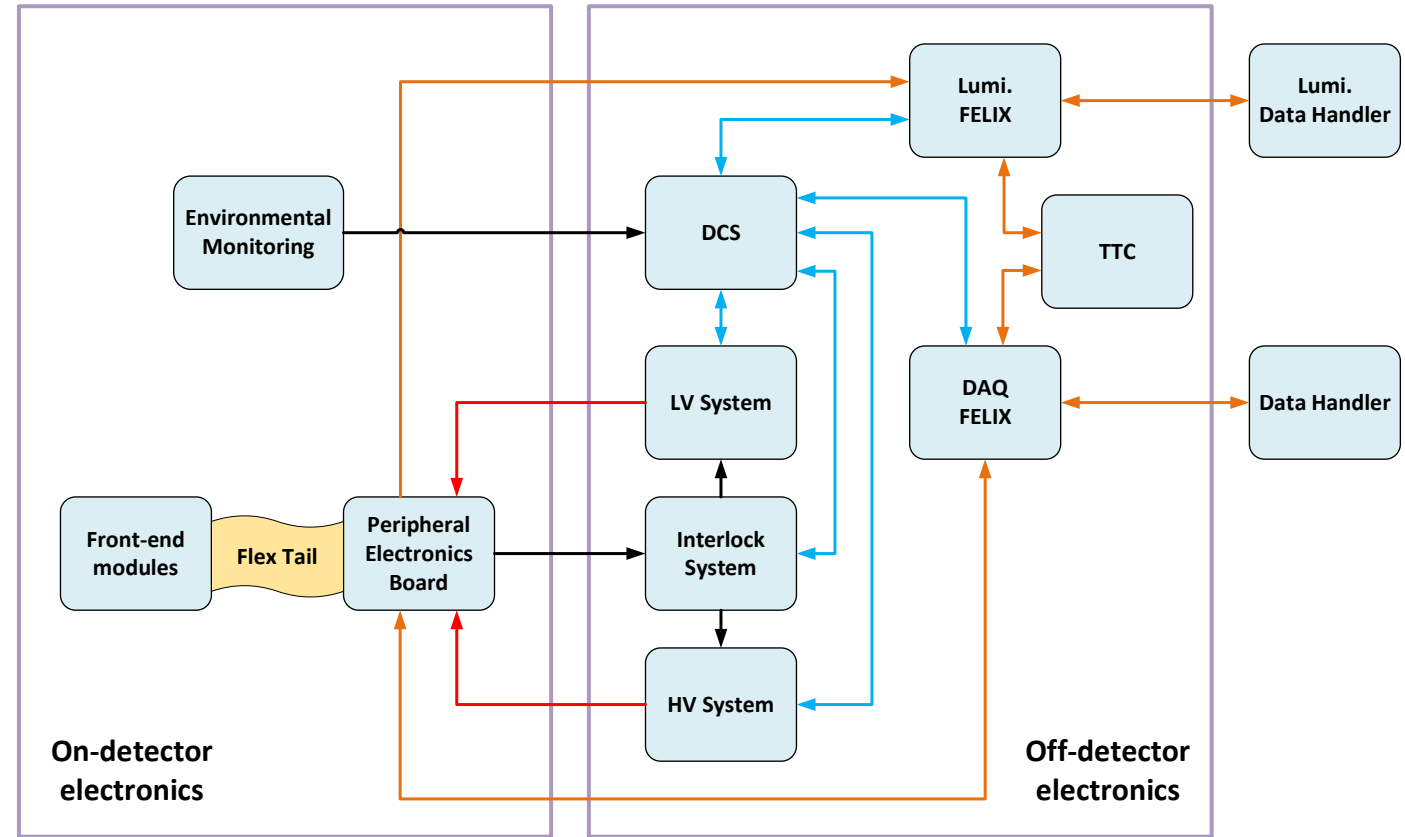 Lumi.
FELIX
Lumi.
Data Handler
Environmental
Monitoring
DCS
TTC
LV System
DAQ
FELIX
Data Handler
Front-end
modules
Flex Tail
Peripheral
Electronics
Board
Interlock
System
HV System
On-detector
electronics
Off-detector
electronics